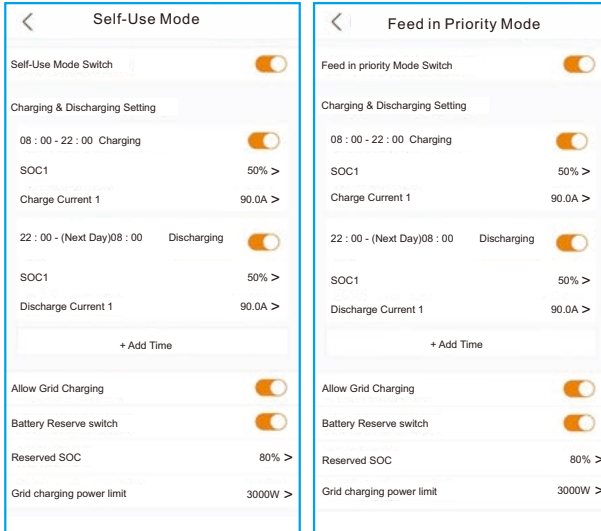 Self-Use Mode
Self-Use Mode Switch
Charging & Discharging Setting
08 : 00 - 22 : 00 Charging
SOC1 50% >
Charge Current 1 90.0A >
22 : 00 - (Next Day)08 : 00 Discharging
SOC1 50% >
Discharge Current 1 90.0A >
+ Add Time
Allow Grid Charging
Battery Reserve switch
Reserved SOC 80% >
Grid charging power limit 3000W >
Feed in Priority Mode
Feed in priority Mode Switch
Charging & Discharging Setting
08 : 00 - 22 : 00 Charging
SOC1 50% >
Charge Current 1 90.0A >
22 : 00 - (Next Day)08 : 00 Discharging
SOC1 50% >
Discharge Current 1 90.0A >
+ Add Time
Allow Grid Charging
Battery Reserve switch
Reserved SOC 80% >
Grid charging power limit 3000W >